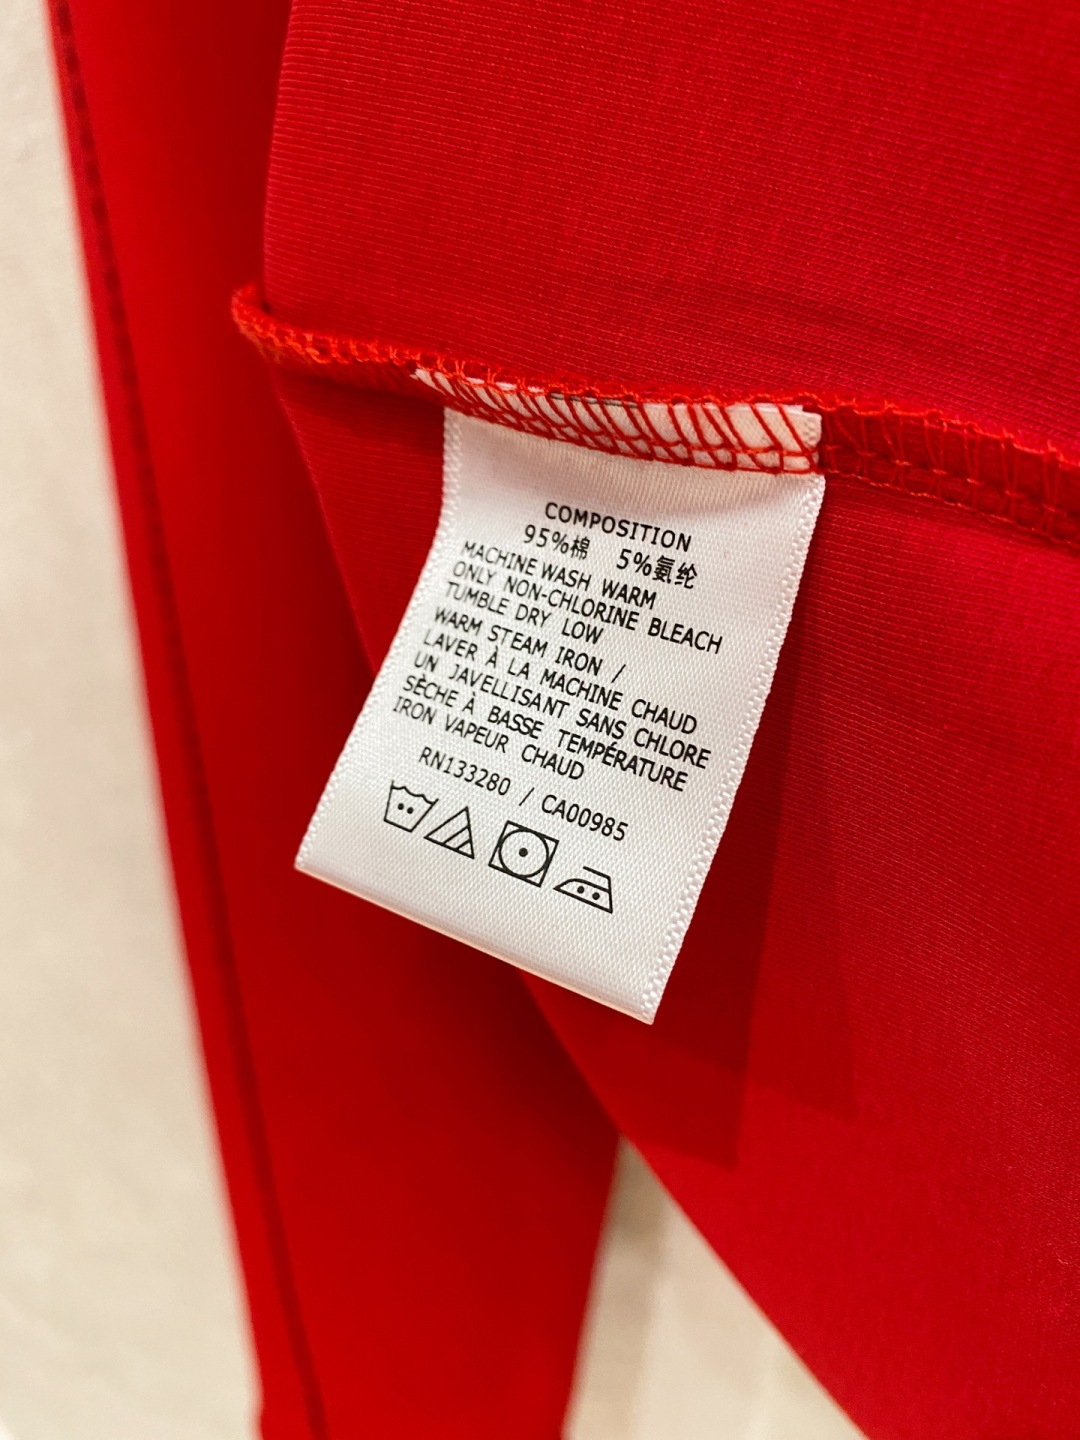 COMPOSITION
95%棉 5%氨纶
MACHINE WASH WARM
ONLY NON-CHLORINE BLEACH
TUMBLE DRY LOW
WARM STEAM IRON /
LAVER À LA MACHINE CHAUD
UN JAVELLISANT SANS CHLORE
SÈCHE À BASSE TEMPÉRATURE
IRON VAPEUR CHAUD
RN133280 / CA00985